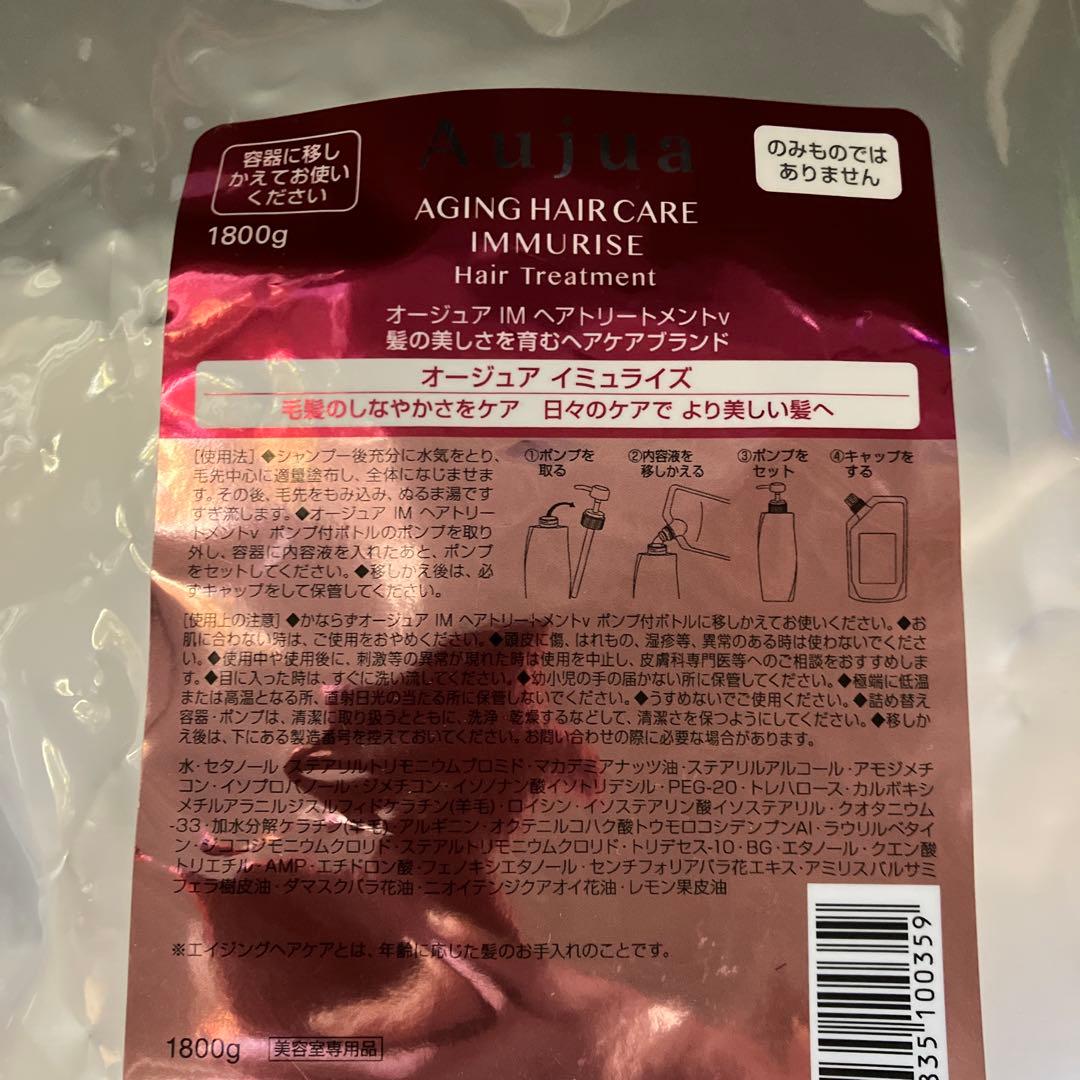 Aujua
容器に移し
かえてお使い
ください
のみものでは
ありません
1800g
AGING HAIR CARE
IMMURISE
Hair Treatment
オージュア IM ヘアトリートメントv
髪の美しさを育むヘアケアブランド
オージュア イミュライズ
毛髪のしなやかさをケア 日々のケアで より美しい髪へ
[使用法]◆シャンプー後充分に水気をとり、
毛先中心に適量塗布し、全体になじませま
す。その後、毛先をもみ込み、ぬるま湯です
すぎ流します。◆オージュア IM ヘアトリー
トメントv ポンプ付ボトルのポンプを取り
外し、容器に内容液を入れたあと、ポンプ
をセットしてください。◆移しかえ後は、必
ずキャップをして保管してください。
①ポンプを
取る
②内容液を
移しかえる
③ポンプを
セット
④キャップを
する
[使用上の注意]◆かならずオージュア IM ヘアトリートメントv ポンプ付ボトルに移しかえてお使いください。◆お
肌に合わない時は、ご使用をおやめください。◆頭皮に傷、はれもの、湿疹等、異常のある時は使わないでくださ
い。◆使用中や使用後に、刺激等の異常が現れた時は使用を中止し、皮膚科専門医等へのご相談をおすすめしま
す。◆目に入った時は、すぐに洗い流してください。◆幼小児の手の届かない所に保管してください。◆極端に低温
または高温となる所、直射日光の当たる所に保管しないでください。◆うすめないでご使用ください。◆詰め替え
容器・ポンプは、清潔に取り扱うとともに、洗浄・乾燥するなどして、清潔さを保つようにしてください。◆移しか
え後は、下にある製造番号を控えておいてください。お問い合わせの際に必要な場合があります。
水・セタノール・ステアリルトリモニウムブロミド・マカデミアナッツ油・ステアリルアルコール・アモジメチ
コン・イソプロパノール・ジメチコン・イソノナン酸イソトリデシル・PEG-20・トレハロース・カルボキシ
メチルアラニルジスルフィドケラチン(羊毛)・ロイシン・イソステアリン酸イソステアリル・クオタニウム
-33・加水分解ケラチン(羊毛)・アルギニン・オクテニルコハク酸トウモロコシデンプンAl・ラウリルベタイ
ン・ジココジモニウムクロリド・ステアルトリモニウムクロリド・トリデセス-10・BG・エタノール・クエン酸
トリエチル・AMP・エチドロン酸・フェノキシエタノール・センチフォリアバラ花エキス・アミリスバルサミ
フェラ樹皮油・ダマスクバラ花油・ニオイテンジクアオイ花油・レモン果皮油
※エイジングヘアケアとは、年齢に応じた髪のお手入れのことです。
1800g 美容室専用品
835100359